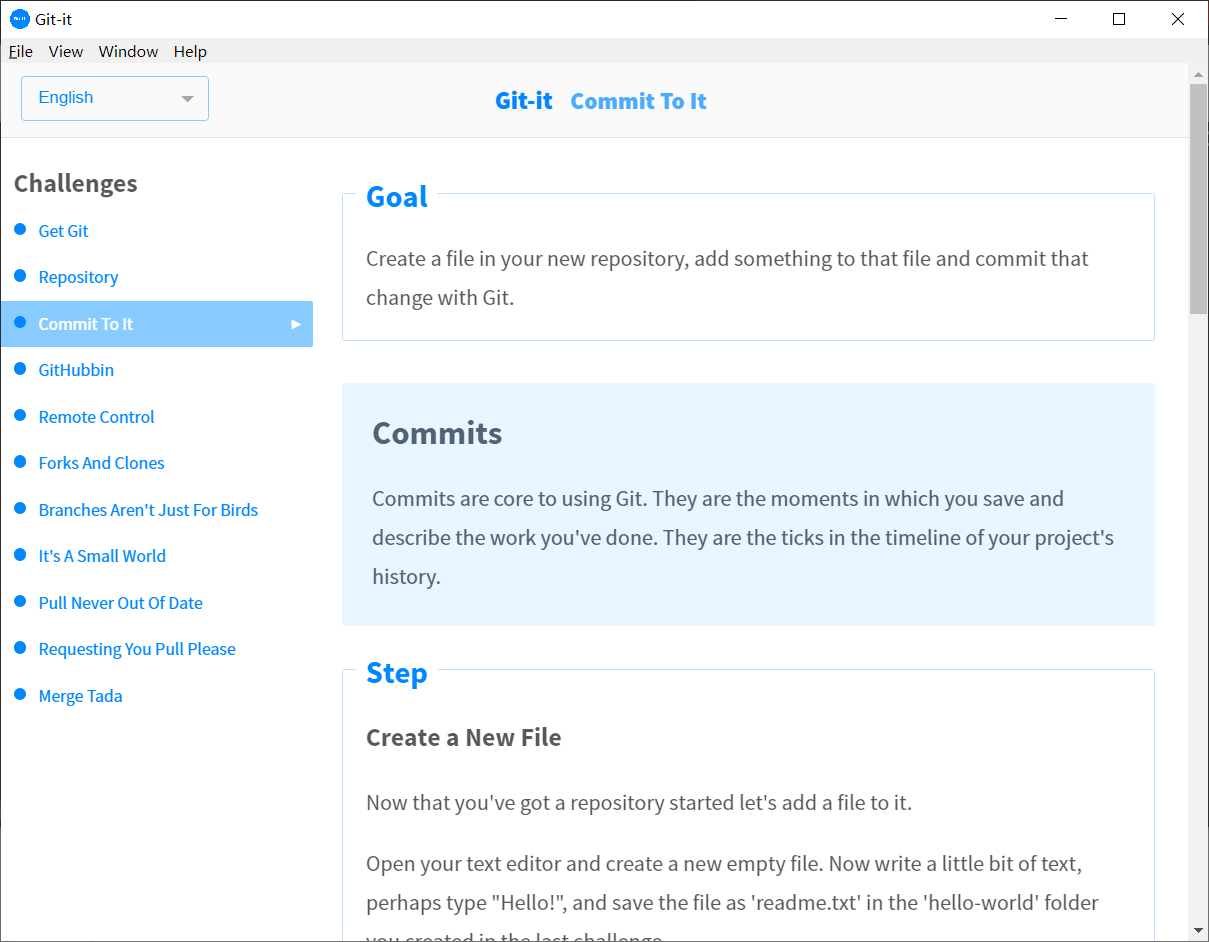 Git-it
File View Window Help
English
Git-it Commit To It
Challenges
Get Git
Repository
Commit To It
GitHubbin
Remote Control
Forks And Clones
Branches Aren't Just For Birds
It's A Small World
Pull Never Out Of Date
Requesting You Pull Please
Merge Tada
Goal
Create a file in your new repository, add something to that file and commit that
change with Git.
Commits
Commits are core to using Git. They are the moments in which you save and
describe the work you've done. They are the ticks in the timeline of your project's
history.
Step
Create a New File
Now that you've got a repository started let's add a file to it.
Open your text editor and create a new empty file. Now write a little bit of text,
perhaps type "Hello!", and save the file as 'readme.txt' in the 'hello-world' folder
you created in the last challenge.